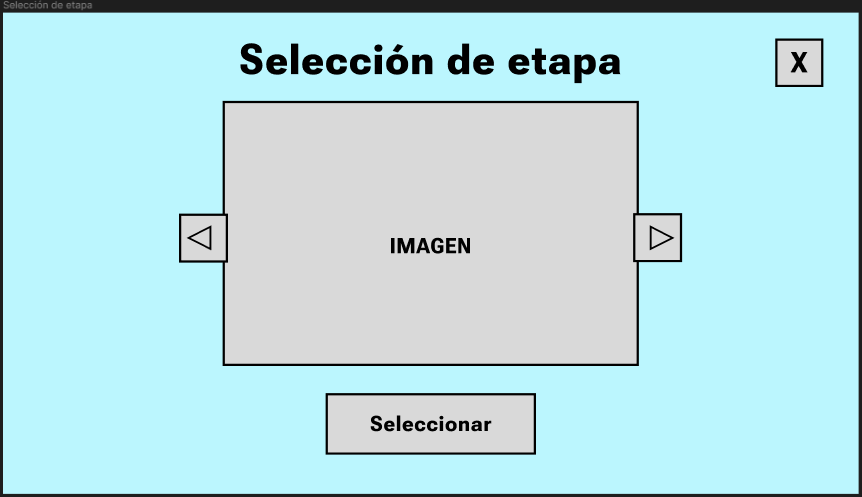 Selección de etapa
Selección de etapa
X
IMAGEN
Seleccionar